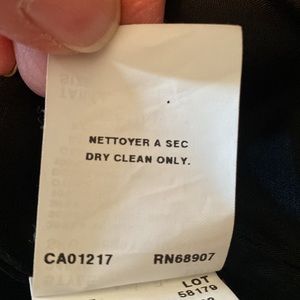 NETTOYER A SEC
DRY CLEAN ONLY.
CA01217 RN68907
LOT
58179